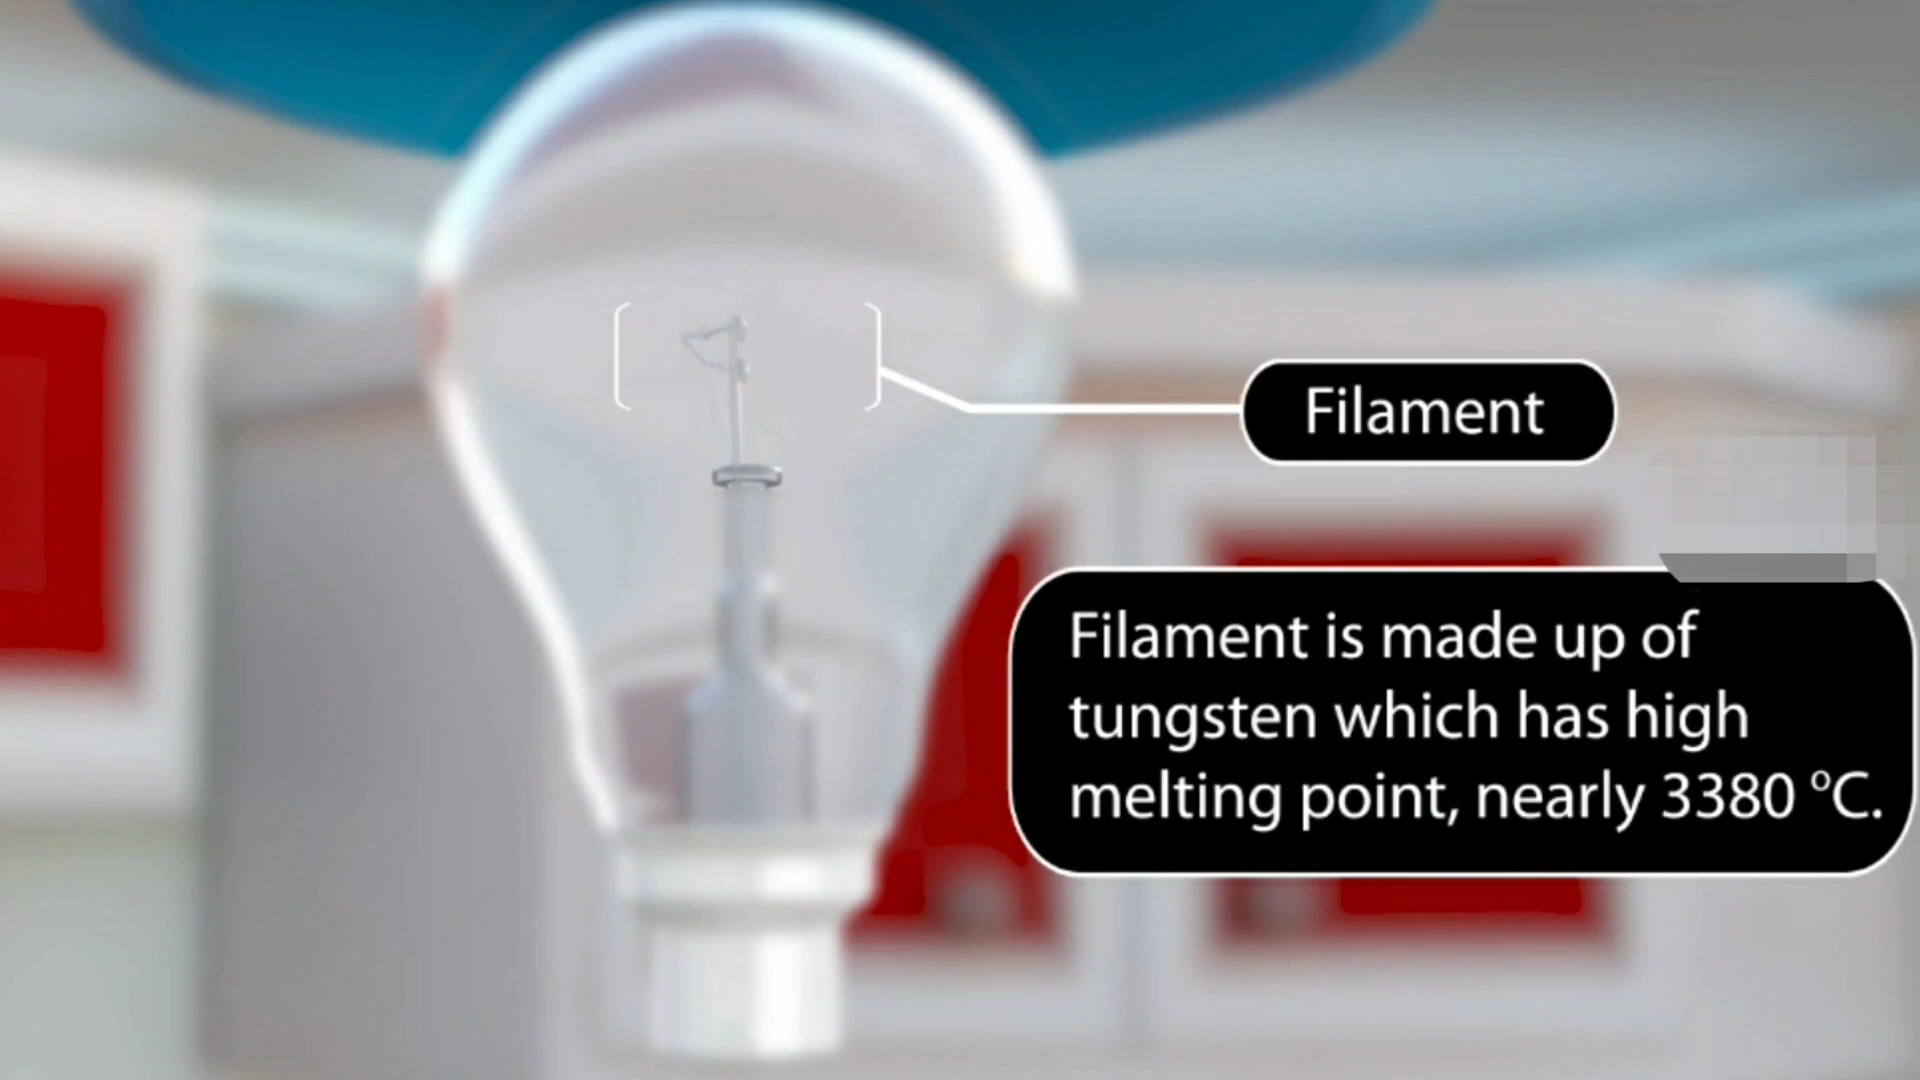 Filament
Filament is made up of
tungsten which has high
melting point, nearly 3380 °C.